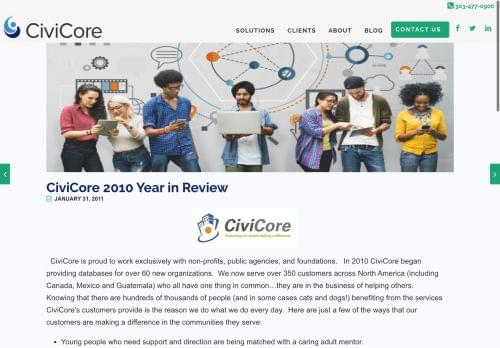 303-477-0900
CiviCore
SOLUTIONS CLIENTS ABOUT BLOG CONTACT US
CiviCore 2010 Year in Review
JANUARY 31, 2011
CiviCore
Technology for people making a difference
CiviCore is proud to work exclusively with non-profits, public agencies, and foundations. In 2010 CiviCore began
providing databases for over 60 new organizations. We now serve over 350 customers across North America (including
Canada, Mexico and Guatemala) who all have one thing in common…they are in the business of helping others.
Knowing that there are hundreds of thousands of people (and in some cases cats and dogs!) benefiting from the services
CiviCore's customers provide is the reason we do what we do every day. Here are just a few of the ways that our
customers are making a difference in the communities they serve:
• Young people who need support and direction are being matched with a caring adult mentor.